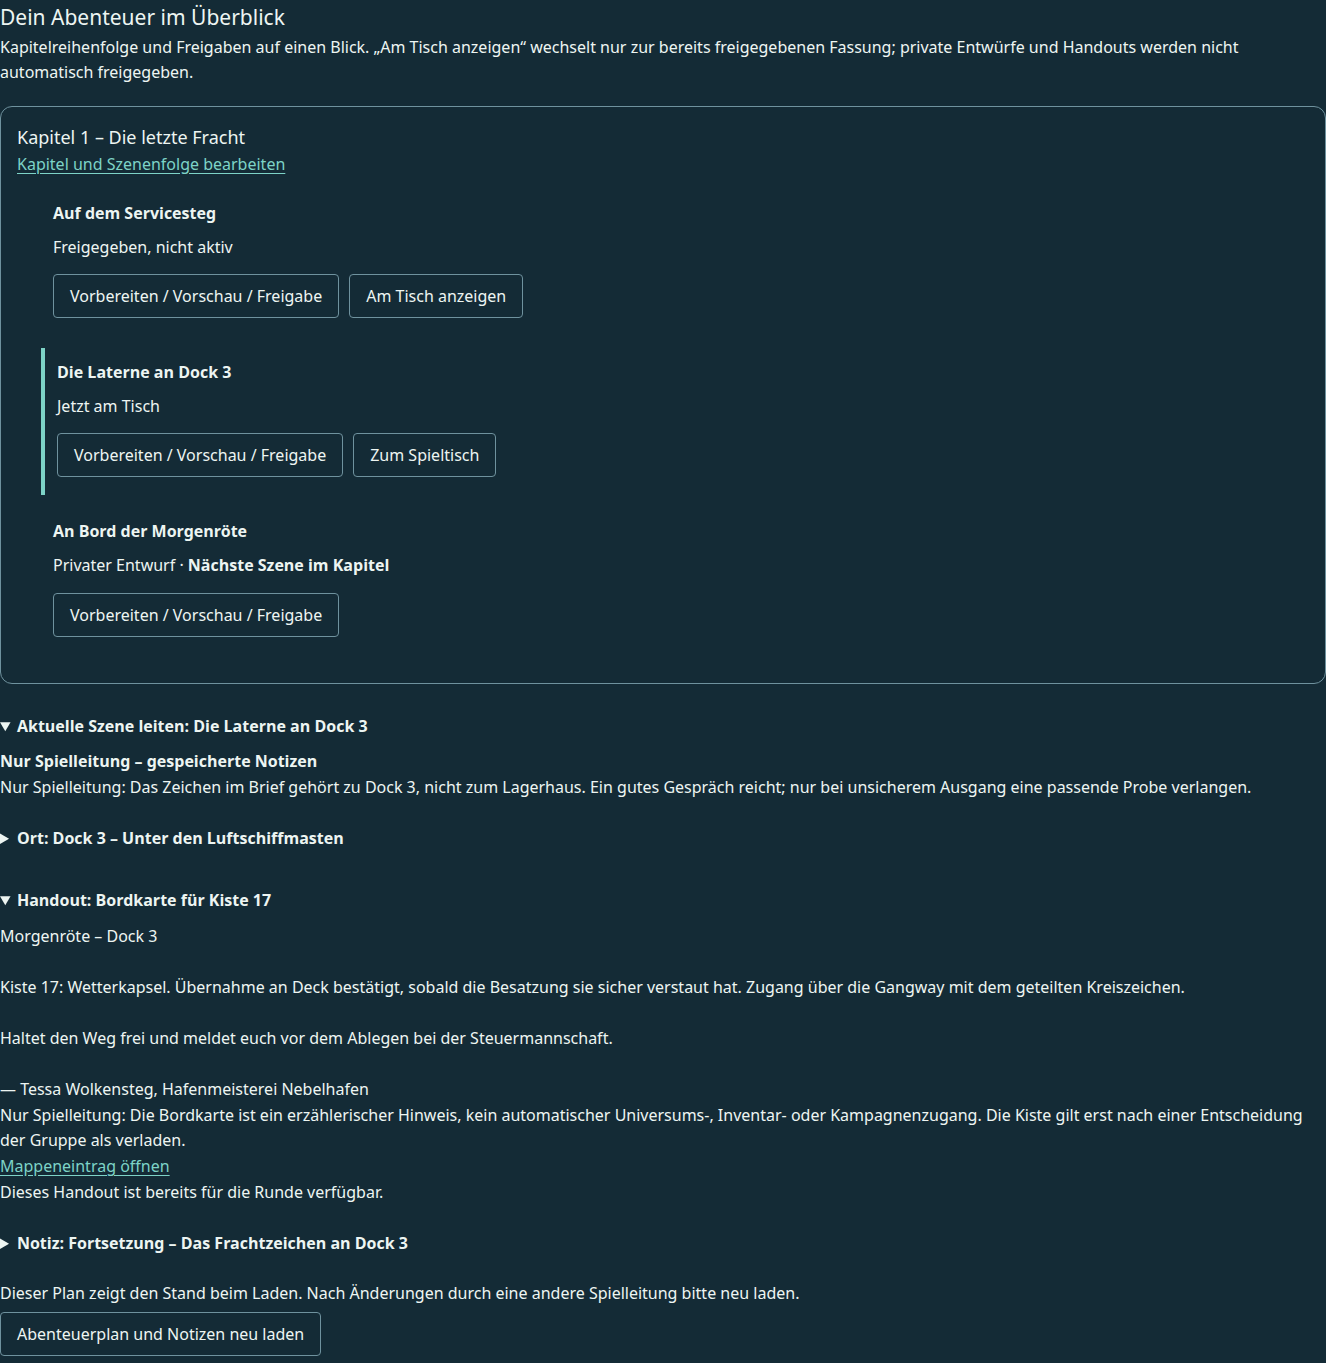 Dein Abenteuer im Überblick
Kapitelreihenfolge und Freigaben auf einen Blick. „Am Tisch anzeigen“ wechselt nur zur bereits freigegebenen Fassung; private Entwürfe und Handouts werden nicht
automatisch freigegeben.
Kapitel 1 – Die letzte Fracht
Kapitel und Szenenfolge bearbeiten
Auf dem Servicesteg
Freigegeben, nicht aktiv
Vorbereiten / Vorschau / Freigabe
Am Tisch anzeigen
Die Laterne an Dock 3
Jetzt am Tisch
Vorbereiten / Vorschau / Freigabe
Zum Spieltisch
An Bord der Morgenröte
Privater Entwurf · Nächste Szene im Kapitel
Vorbereiten / Vorschau / Freigabe
Aktuelle Szene leiten: Die Laterne an Dock 3
Nur Spielleitung – gespeicherte Notizen
Nur Spielleitung: Das Zeichen im Brief gehört zu Dock 3, nicht zum Lagerhaus. Ein gutes Gespräch reicht; nur bei unsicherem Ausgang eine passende Probe verlangen.
Ort: Dock 3 – Unter den Luftschiffmasten
Handout: Bordkarte für Kiste 17
Morgenröte – Dock 3
Kiste 17: Wetterkapsel. Übernahme an Deck bestätigt, sobald die Besatzung sie sicher verstaut hat. Zugang über die Gangway mit dem geteilten Kreiszeichen.
Haltet den Weg frei und meldet euch vor dem Ablegen bei der Steuermannschaft.
— Tessa Wolkensteg, Hafenmeisterei Nebelhafen
Nur Spielleitung: Die Bordkarte ist ein erzählerischer Hinweis, kein automatischer Universums-, Inventar- oder Kampagnenzugang. Die Kiste gilt erst nach einer Entscheidung
der Gruppe als verladen.
Mappeneintrag öffnen
Dieses Handout ist bereits für die Runde verfügbar.
Notiz: Fortsetzung – Das Frachtzeichen an Dock 3
Dieser Plan zeigt den Stand beim Laden. Nach Änderungen durch eine andere Spielleitung bitte neu laden.
Abenteuerplan und Notizen neu laden